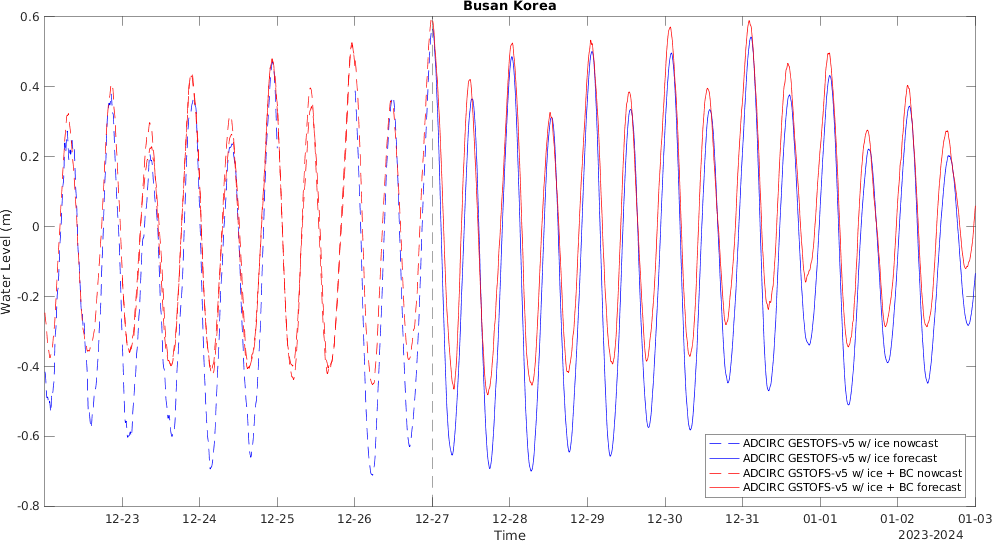 Busan Korea
0.6
0.4
0.2
0
-0.2
-0.4
-0.6
-0.8
Water Level (m)
ADCIRC GESTOFS-v5 w/ ice nowcast
ADCIRC GESTOFS-v5 w/ ice forecast
ADCIRC GSTOFS-v5 w/ ice + BC nowcast
ADCIRC GSTOFS-v5 w/ ice + BC forecast
12-23 12-24 12-25 12-26 12-27 12-28 12-29 12-30 12-31 01-01 01-02 01-03
Time
2023-2024